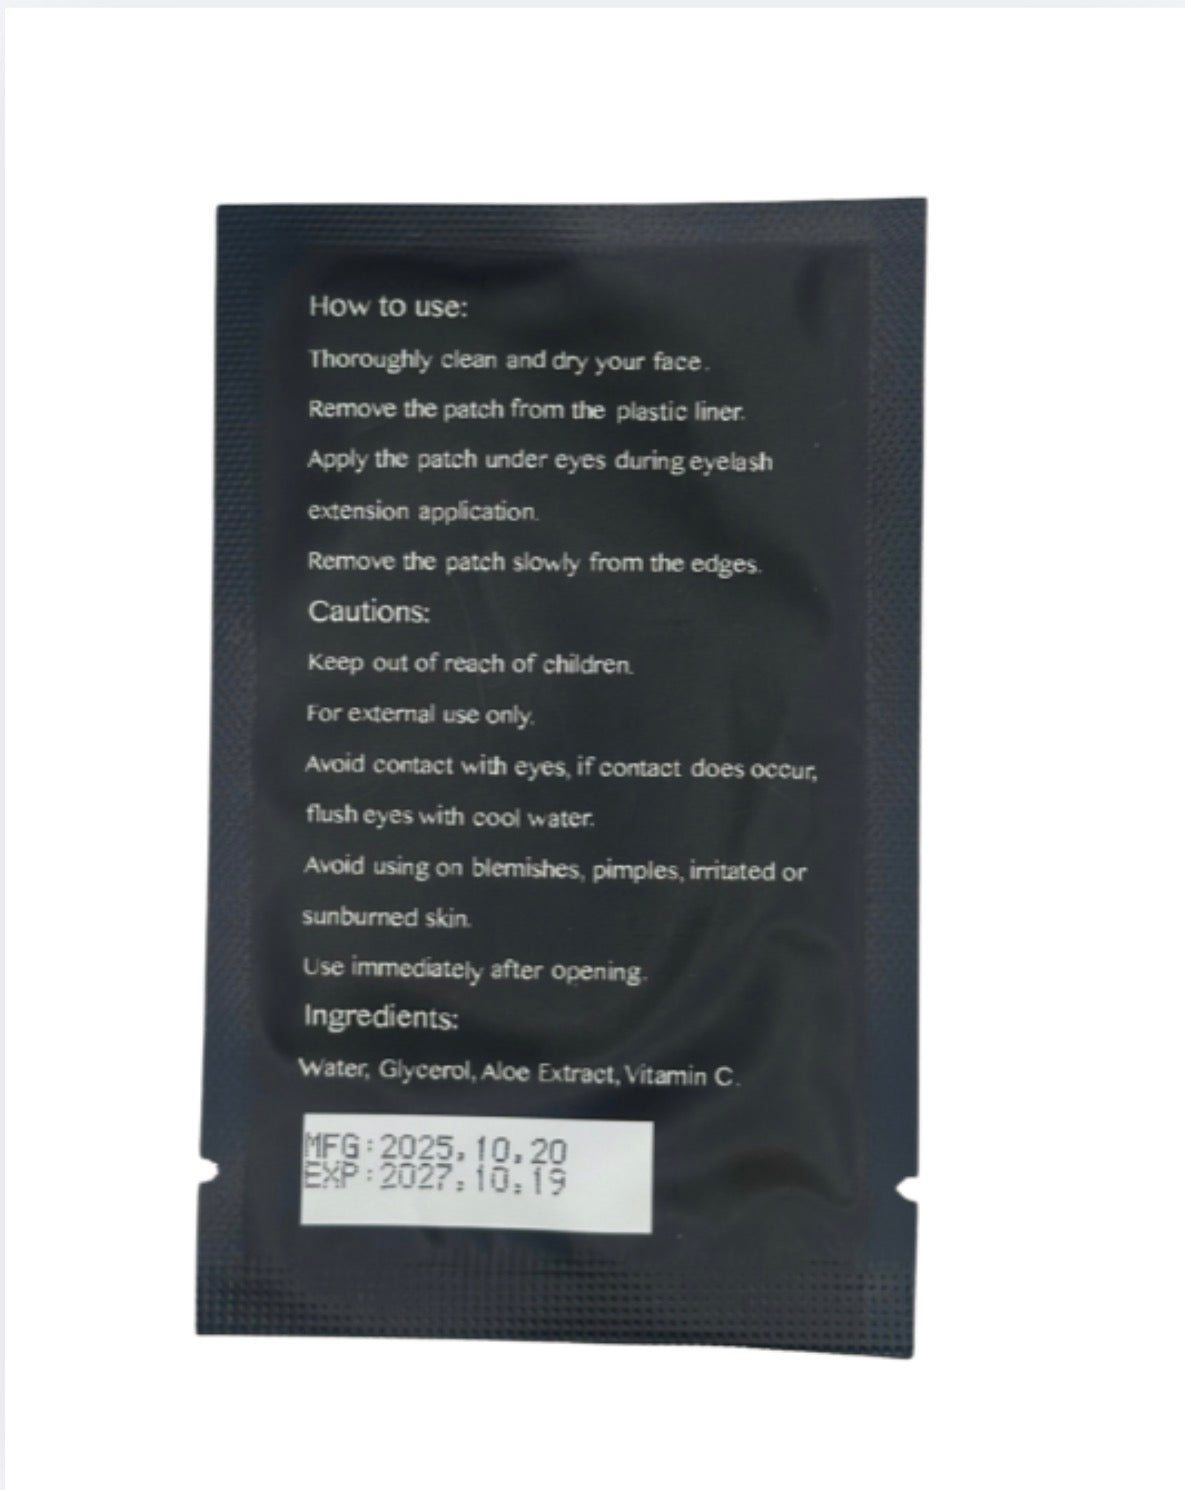 How to use:
Thoroughly clean and dry your face.
Remove the patch from the plastic liner.
Apply the patch under eyes during eyelash
extension application.
Remove the patch slowly from the edges.
Cautions:
Keep out of reach of children.
For external use only.
Avoid contact with eyes, if contact does occur,
flush eyes with cool water.
Avoid using on blemishes, pimples, irritated or
sunburned skin.
Use immediately after opening.
Ingredients:
Water, Glycerol, Aloe Extract, Vitamin C.
MFG:2025.10.20
EXP:2027.10.19